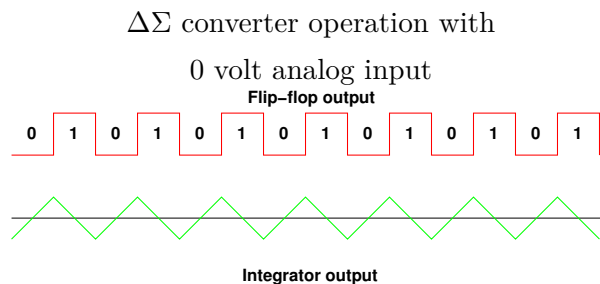 ΔΣ converter operation with
0 volt analog input
Flip−flop output
0 1 0 1 0 1 0 1 0 1 0 1 0 1
Integrator output